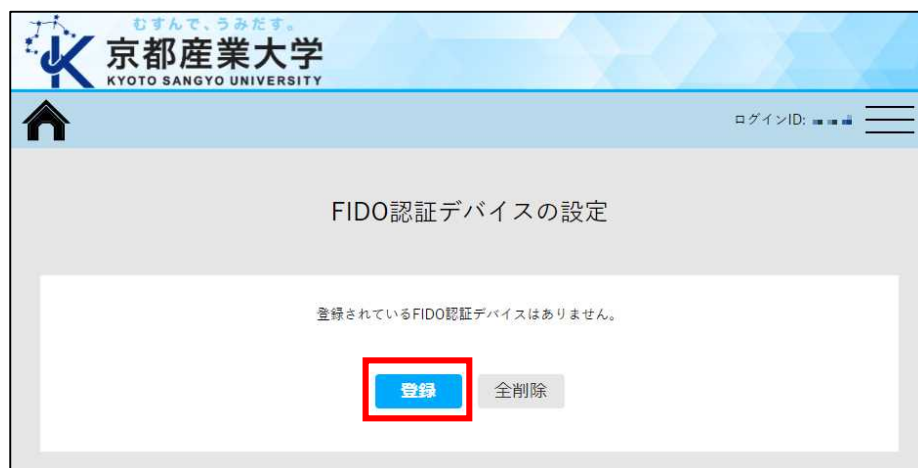 むすんで、うみだす。
京都産業大学
KYOTO SANGYO UNIVERSITY
ログインID:
FIDO認証デバイスの設定
登録されているFIDO認証デバイスはありません。
登録 全削除